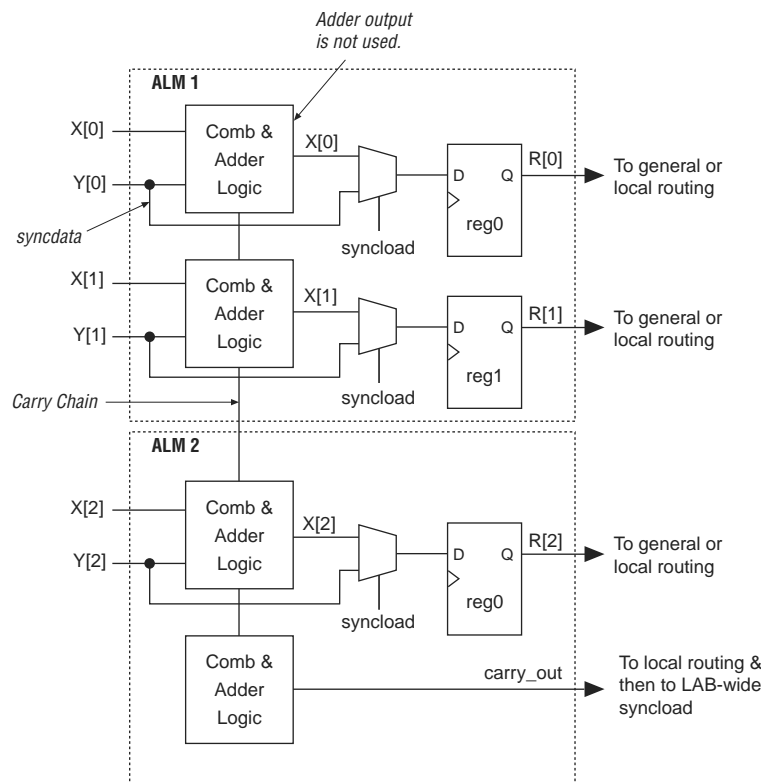 Adder output
is not used.
ALM 1
X[0]
Comb &
Adder
Logic
X[0]
R[0]
D
Q
To general or
local routing
Y[0]
reg0
syncdata
syncload
X[1]
Comb &
Adder
Logic
X[1]
R[1]
D
Q
To general or
local routing
Y[1]
reg1
syncload
Carry Chain
ALM 2
X[2]
Comb &
Adder
Logic
X[2]
R[2]
D
Q
To general or
local routing
Y[2]
reg0
syncload
Comb &
Adder
Logic
carry_out
To local routing &
then to LAB-wide
syncload